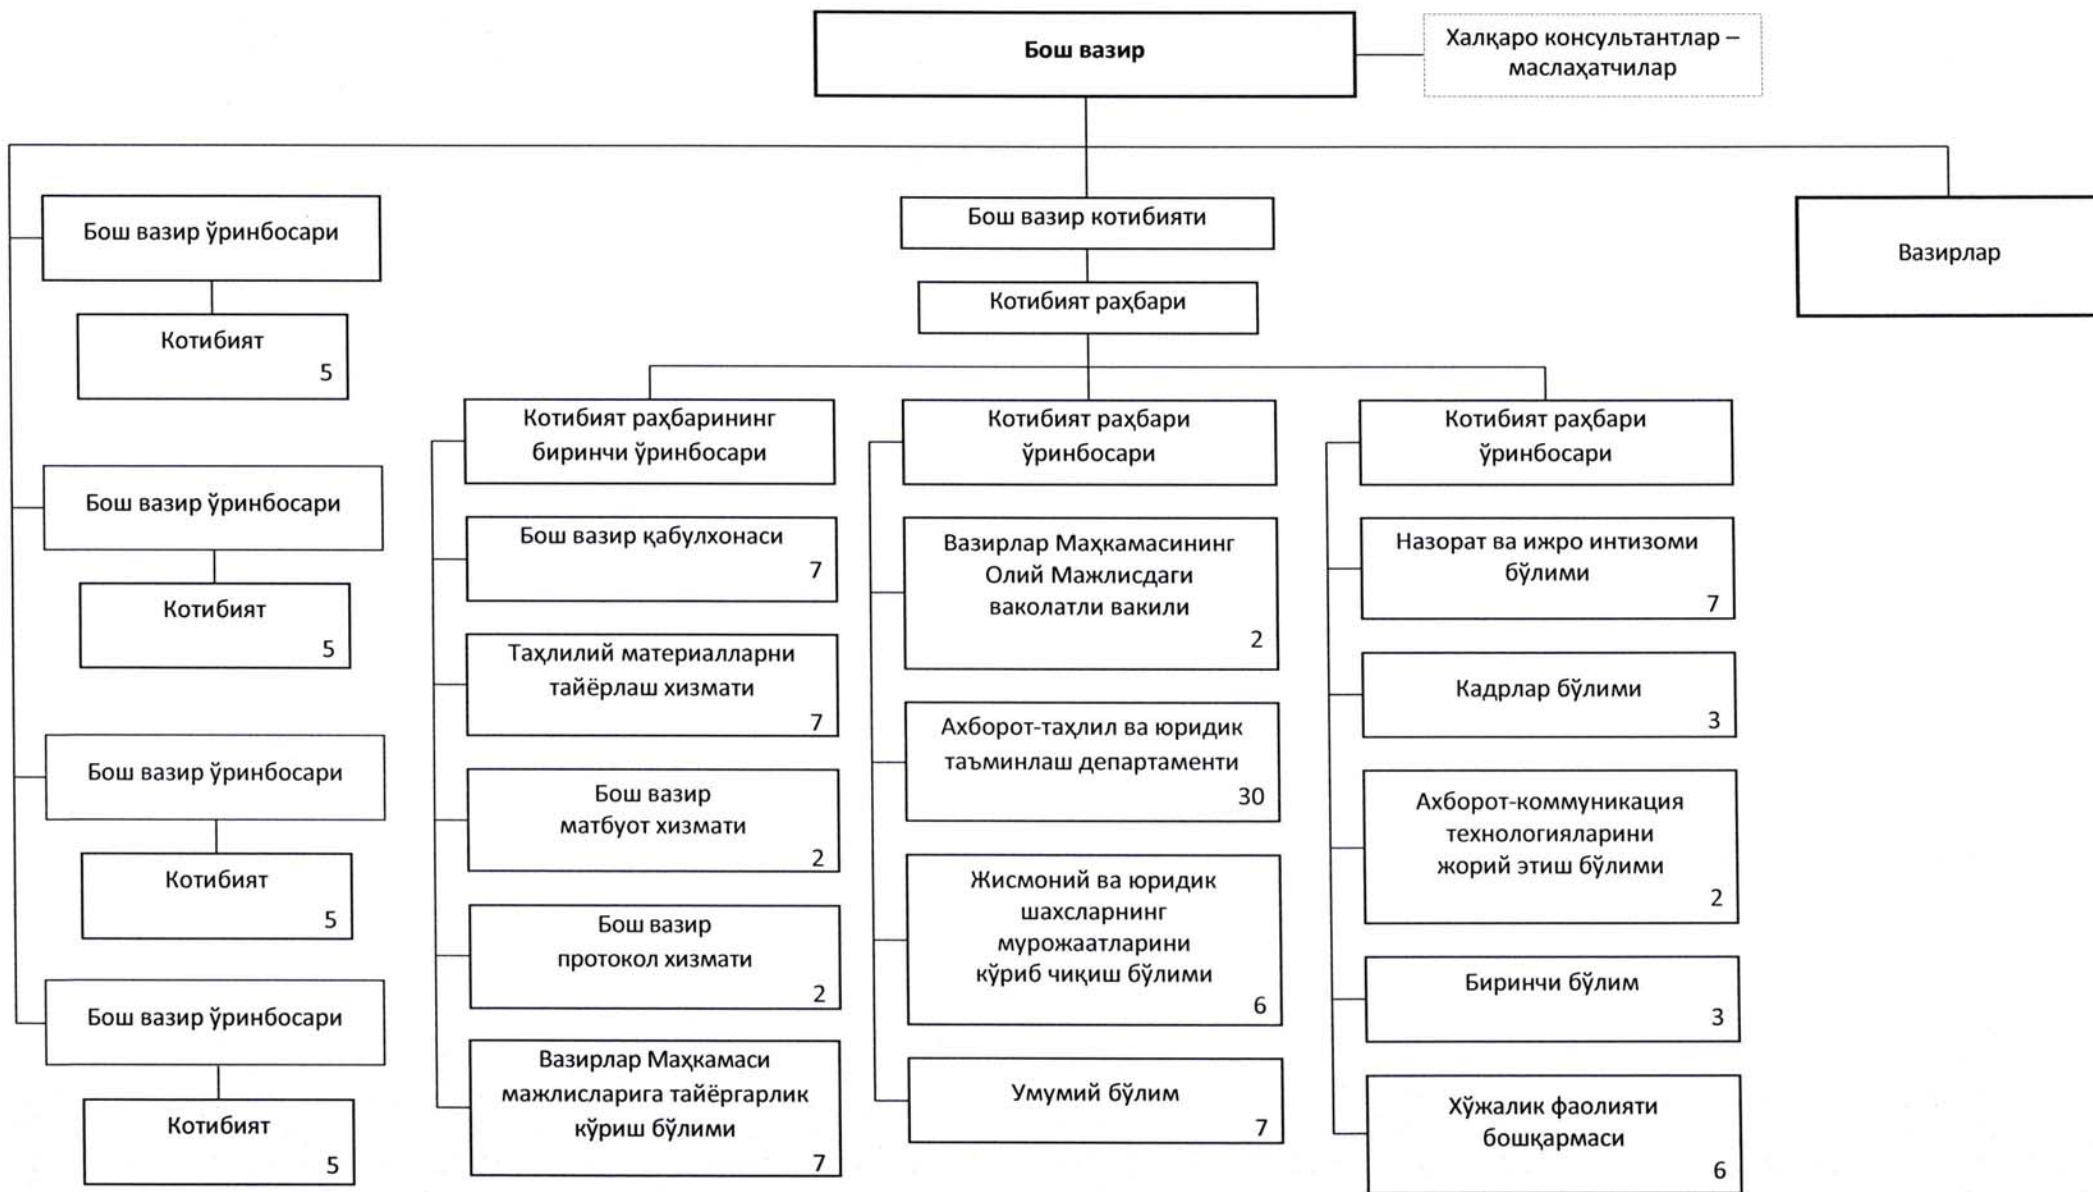 Бош вазир
Халқаро консультантлар –
маслаҳатчилар
Бош вазир ўринбосари
Котибият
5
Бош вазир ўринбосари
Котибият
5
Бош вазир ўринбосари
Котибият
5
Бош вазир ўринбосари
Котибият
5
Бош вазир котибияти
Котибият раҳбари
Котибият раҳбарининг
биринчи ўринбосари
Бош вазир қабулхонаси
7
Таҳлилий материалларни
тайёрлаш хизмати
7
Бош вазир
матбуот хизмати
2
Бош вазир
протокол хизмати
2
Вазирлар Маҳкамаси
мажлисларига тайёргарлик
кўриш бўлими
7
Котибият раҳбари
ўринбосари
Вазирлар Маҳкамасининг
Олий Мажлисдаги
ваколатли вакили
2
Ахборот-таҳлил ва юридик
таъминлаш департаменти
30
Жисмоний ва юридик
шахсларнинг
мурожаатларини
кўриб чиқиш бўлими
6
Умумий бўлим
7
Котибият раҳбари
ўринбосари
Назорат ва ижро интизоми
бўлими
7
Кадрлар бўлими
3
Ахборот-коммуникация
технологияларини
жорий этиш бўлими
2
Биринчи бўлим
3
Хўжалик фаолияти
бошқармаси
6
Вазирлар